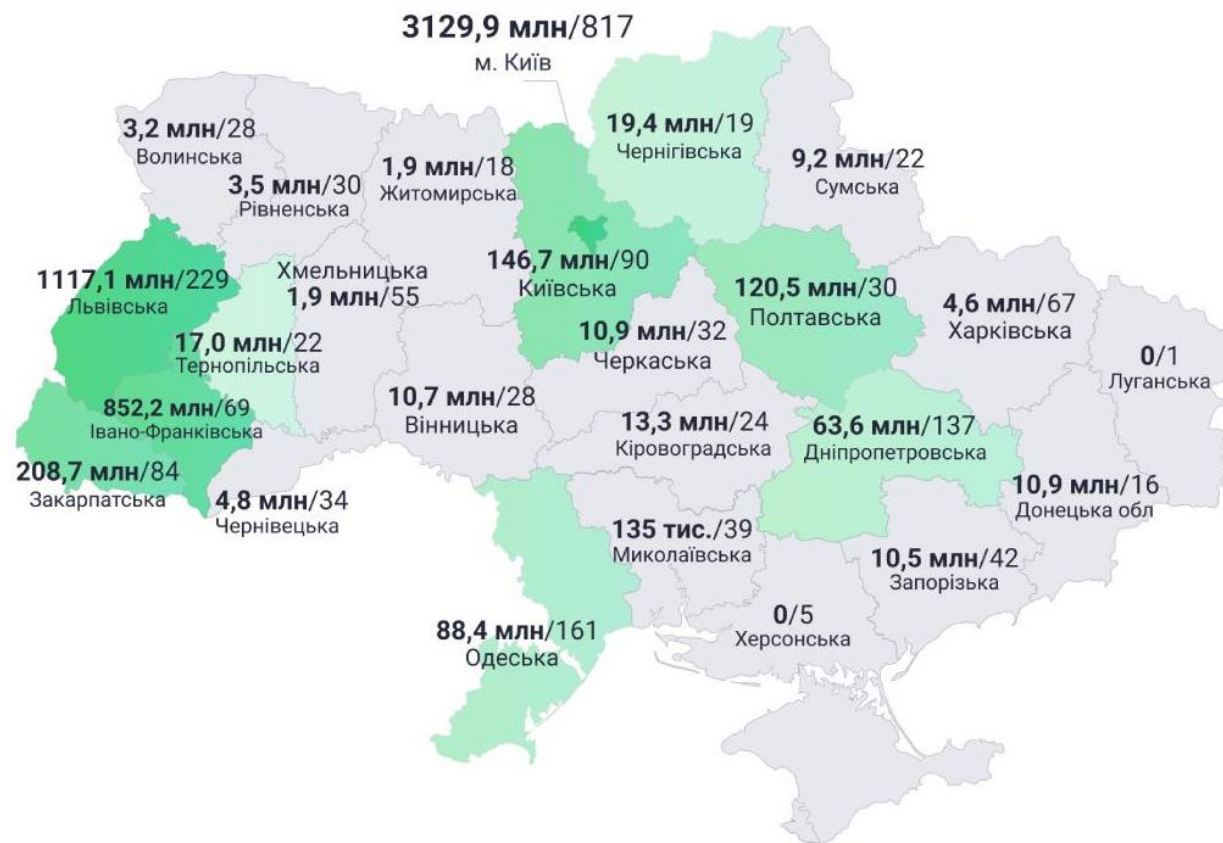 3129,9 млн/817
м. Київ
3,2 млн/28
Волинська
3,5 млн/30
Рівненська
1,9 млн/18
Житомирська
19,4 млн/19
Чернігівська
9,2 млн/22
Сумська
1117,1 млн/229
Львівська
Хмельницька
1,9 млн/55
146,7 млн/90
Київська
120,5 млн/30
Полтавська
4,6 млн/67
Харківська
17,0 млн/22
Тернопільська
10,9 млн/32
Черкаська
0/1
Луганська
852,2 млн/69
Івано-Франківська
10,7 млн/28
Вінницька
13,3 млн/24
Кіровоградська
63,6 млн/137
Дніпропетровська
208,7 млн/84
Закарпатська
4,8 млн/34
Чернівецька
10,9 млн/16
Донецька обл
135 тис./39
Миколаївська
10,5 млн/42
Запорізька
0/5
Херсонська
88,4 млн/161
Одеська